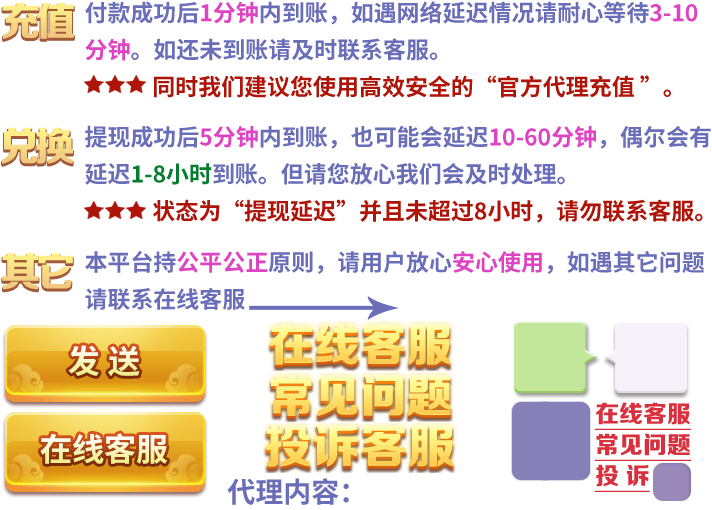 充值 付款成功后1分钟内到账，如遇网络延迟情况请耐心等待3-10
分钟。如还未到账请及时联系客服。
★★★ 同时我们建议您使用高效安全的“官方代理充值 ”。
兑换 提现成功后5分钟内到账，也可能会延迟10-60分钟，偶尔会有
延迟1-8小时到账。但请您放心我们会及时处理。
★★★ 状态为“提现延迟”并且未超过8小时，请勿联系客服。
其它 本平台持公平公正原则，请用户放心安心使用，如遇其它问题
请联系在线客服
发送
在线客服
在线客服
常见问题
投诉客服
代理内容：
在线客服
常见问题
投 诉